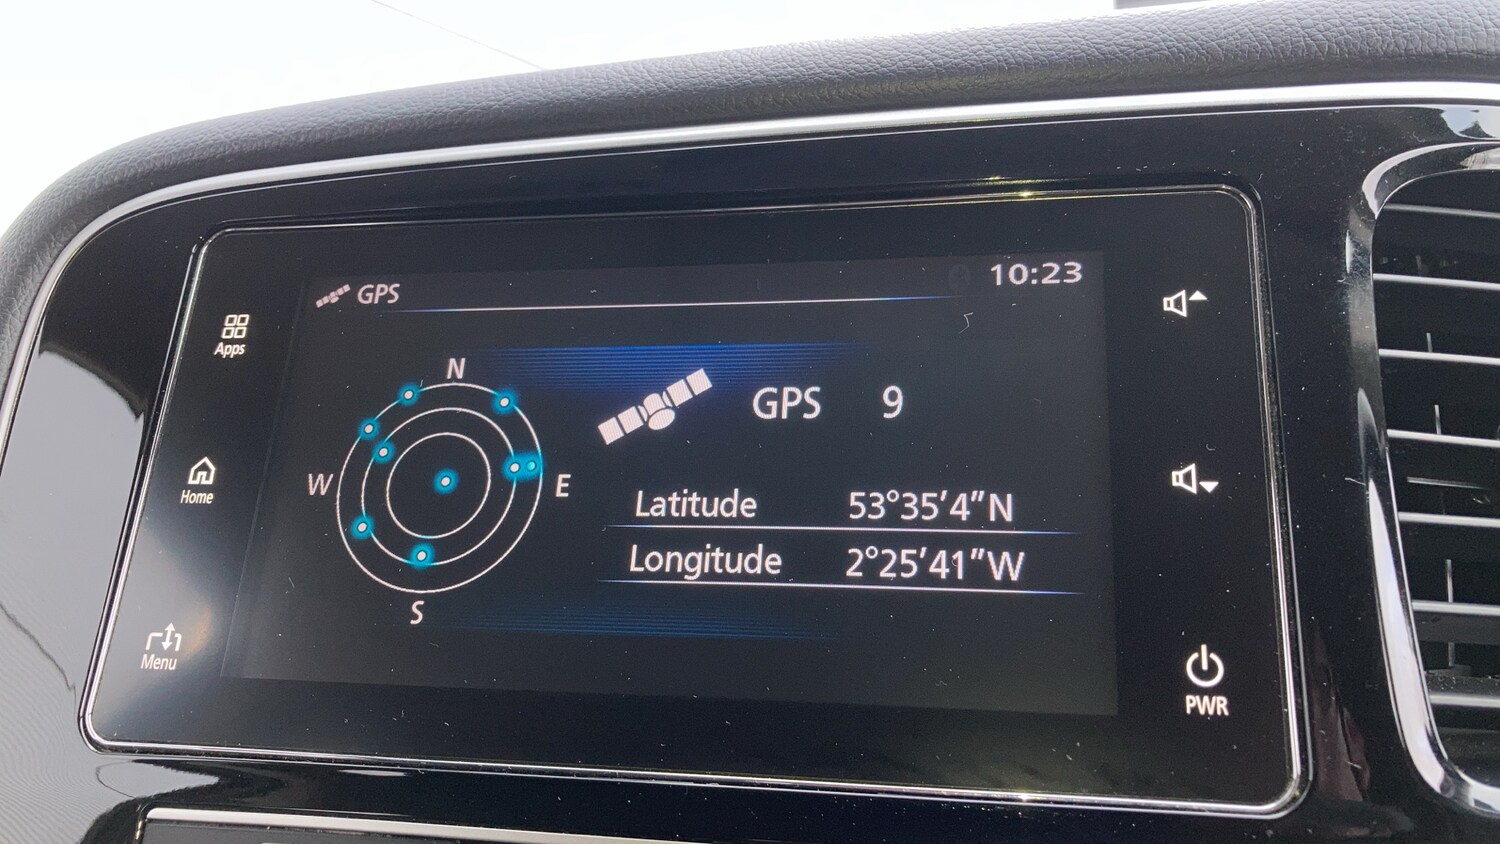 GPS
10:23
Apps
N
GPS 9
W
E
Home
Latitude 53°35′4″N
Longitude 2°25′41″W
S
Menu
PWR